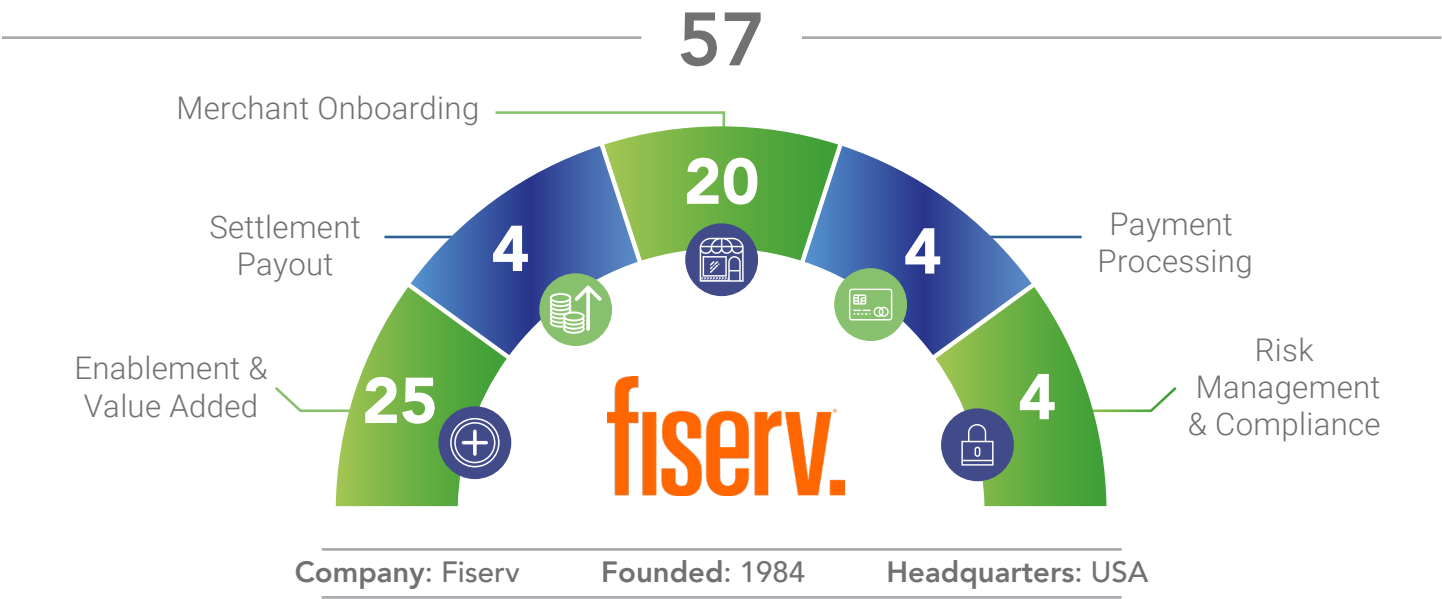 57
Merchant Onboarding
20
Settlement
Payout
4
4
Payment
Processing
Enablement &
Value Added
25
4
Risk
Management
& Compliance
0
fiserv.
Company: Fiserv Founded: 1984 Headquarters: USA